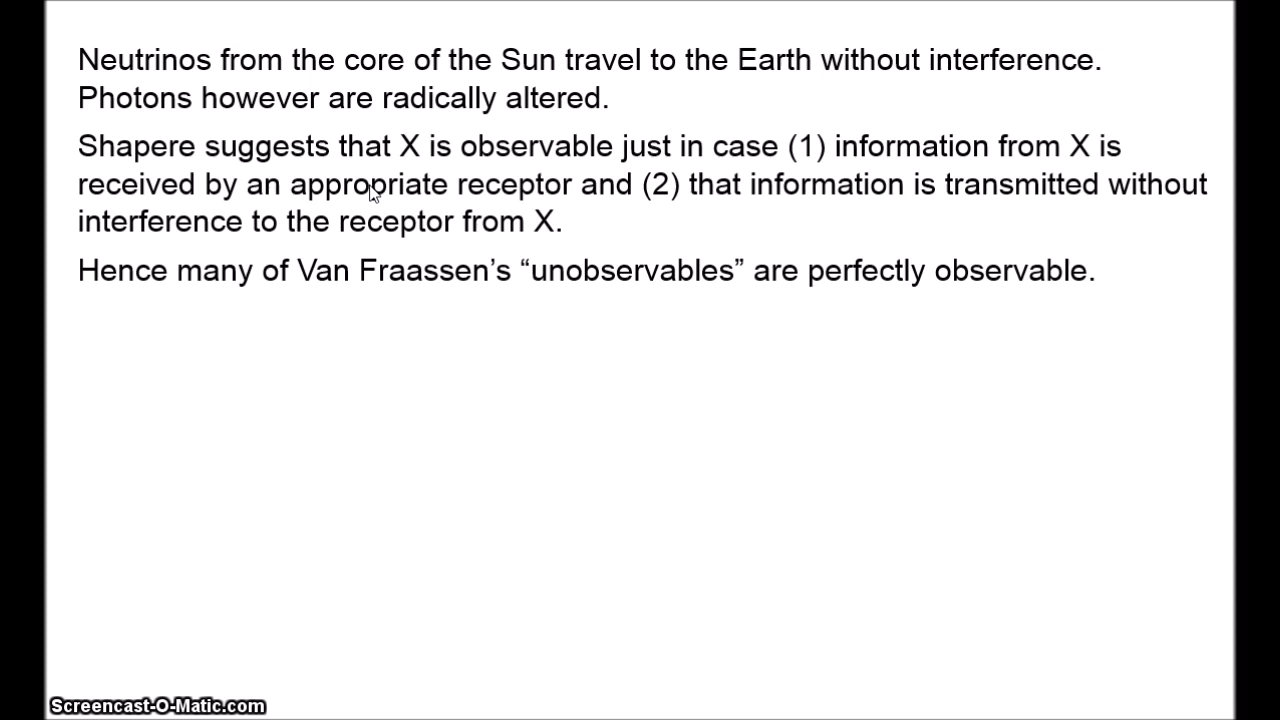 Neutrinos from the core of the Sun travel to the Earth without interference.
Photons however are radically altered.
Shapere suggests that X is observable just in case (1) information from X is
received by an appropriate receptor and (2) that information is transmitted without
interference to the receptor from X.
Hence many of Van Fraassen’s “unobservables” are perfectly observable.
Screencast-O-Matic.com